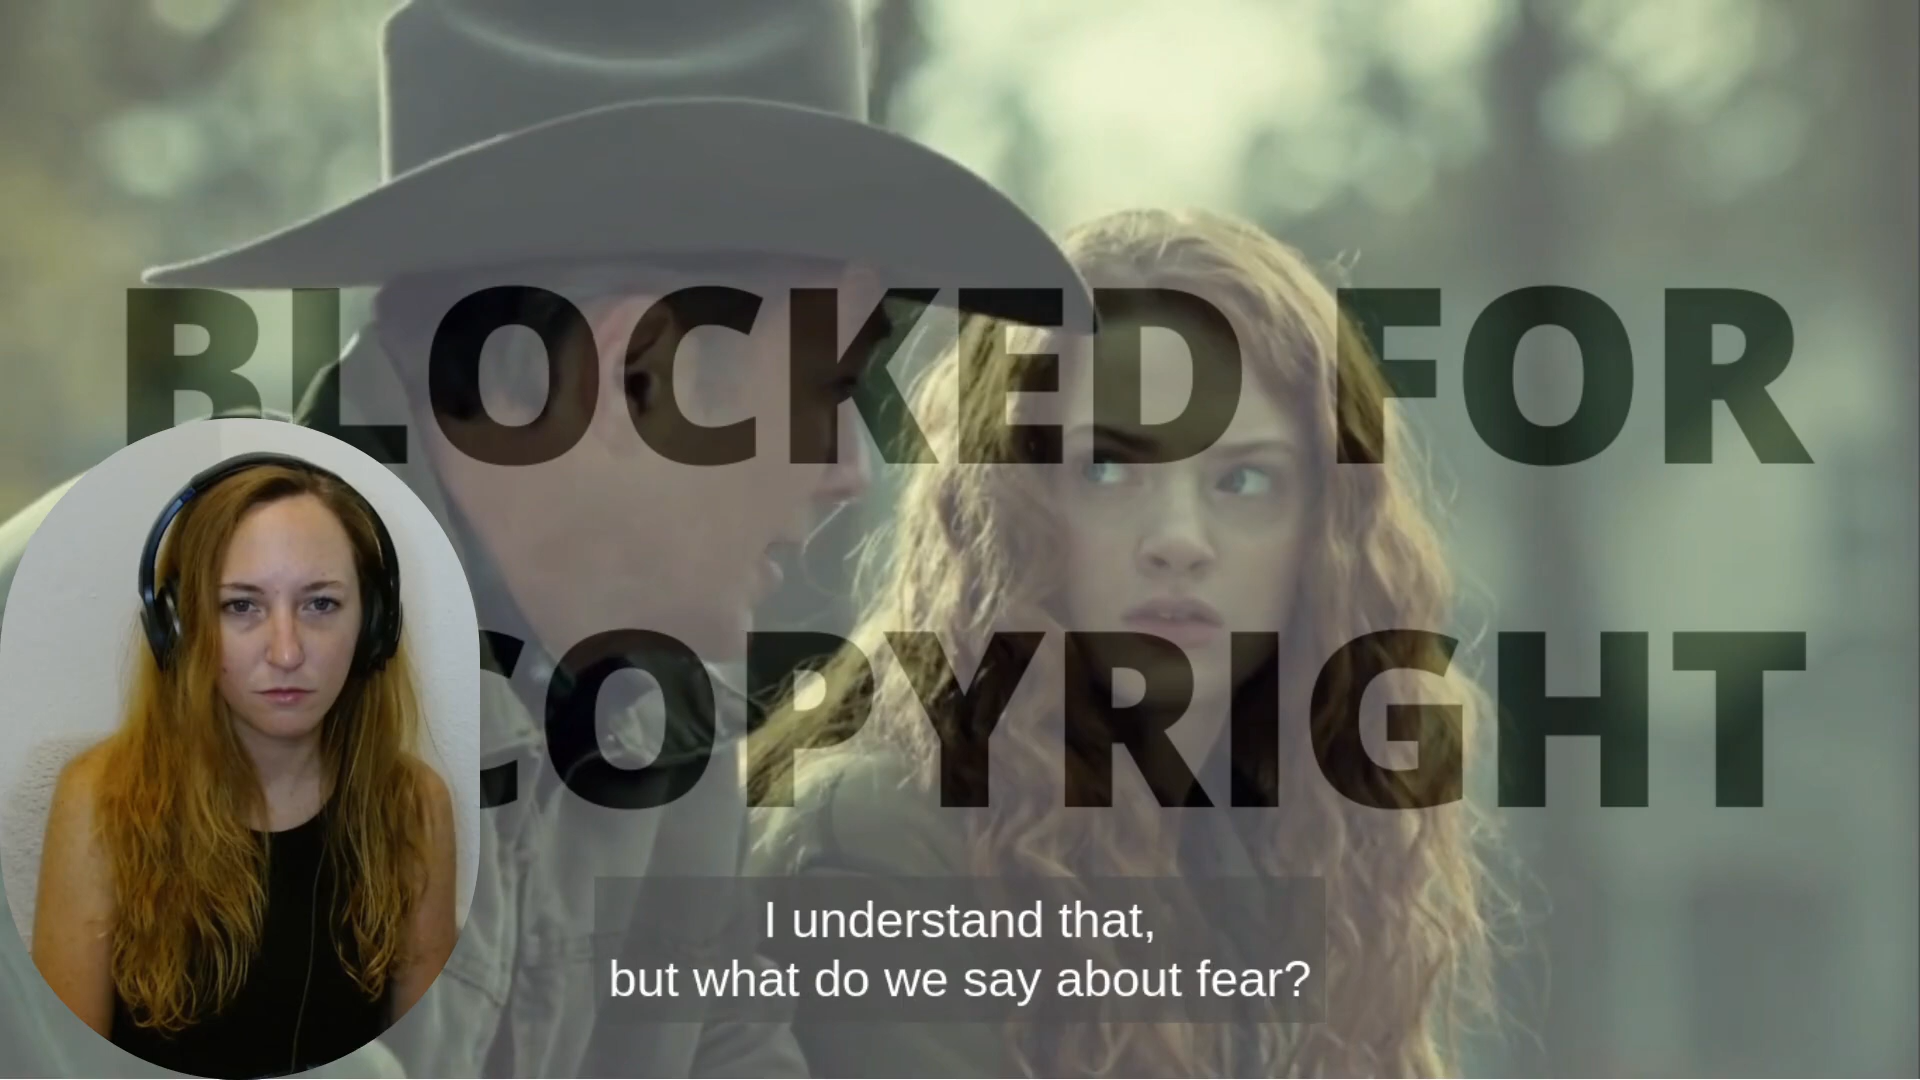 BLOCKED FOR
COPYRIGHT
I understand that,
but what do we say about fear?